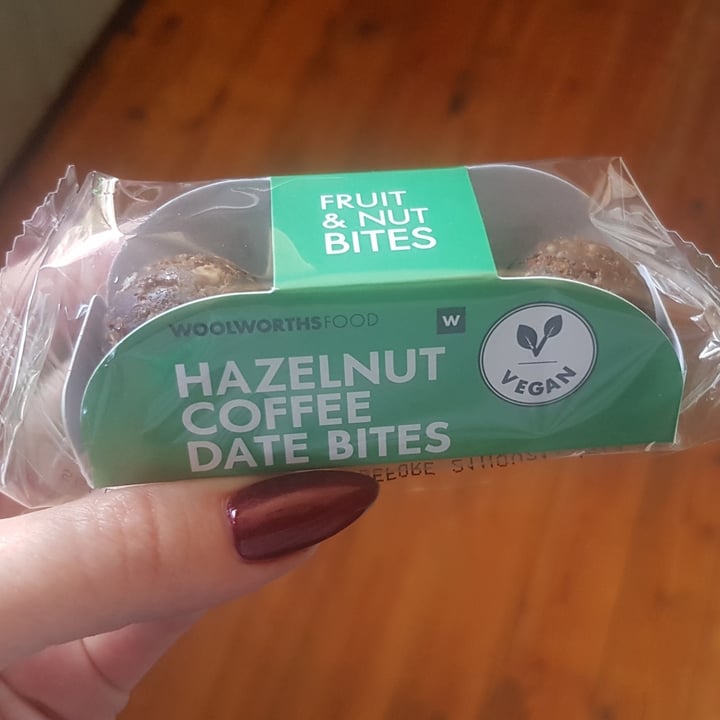 FRUIT
& NUT
BITES
WOOLWORTHSFOOD
W
VEGAN
HAZELNUT
COFFEE
DATE BITES